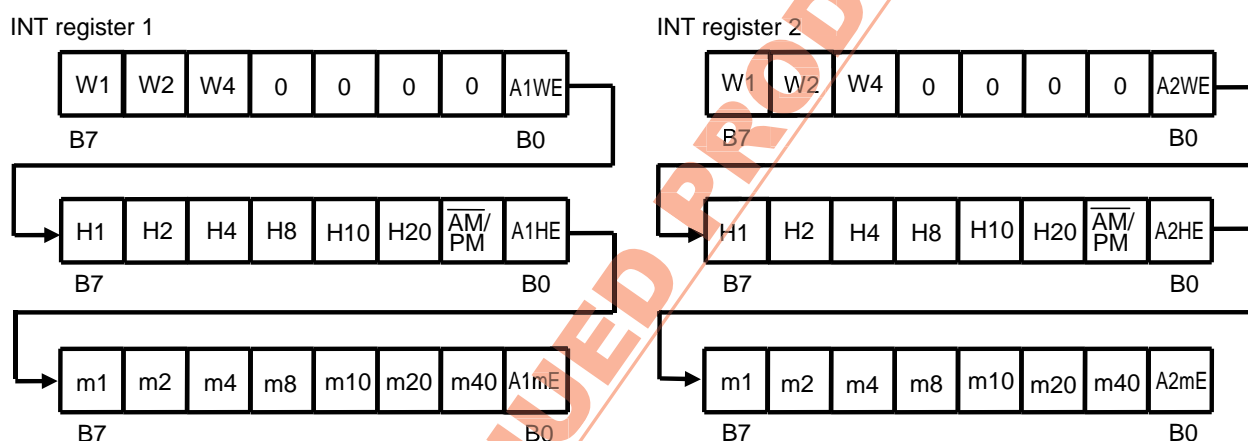 INT register 1
W1 W2 W4 0 0 0 0 A1WE
B7 B0
H1 H2 H4 H8 H10 H20 AM/PM A1HE
B7 B0
m1 m2 m4 m8 m10 m20 m40 A1mE
B7 B0
INT register 2
W1 W2 W4 0 0 0 0 A2WE
B7 B0
H1 H2 H4 H8 H10 H20 AM/PM A2HE
B7 B0
m1 m2 m4 m8 m10 m20 m40 A2mE
B7 B0